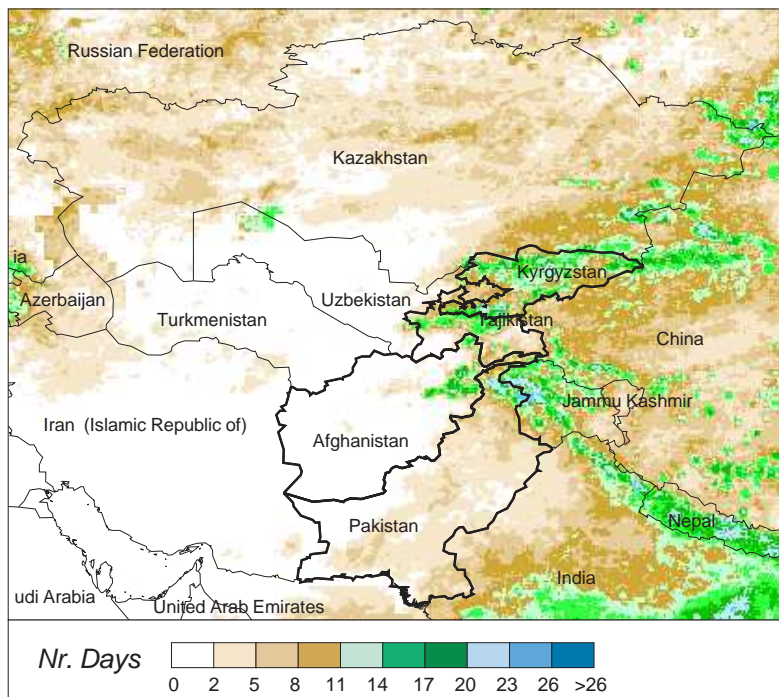 Russian Federation
Kazakhstan
ia
Kyrgyzstan
Azerbaijan
Uzbekistan
Turkmenistan
Tajikistan
China
Jammu Kashmir
Iran (Islamic Republic of)
Afghanistan
Nepal
Pakistan
India
udi Arabia
United Arab Emirates
Nr. Days
0 2 5 8 11 14 17 20 23 26 >26